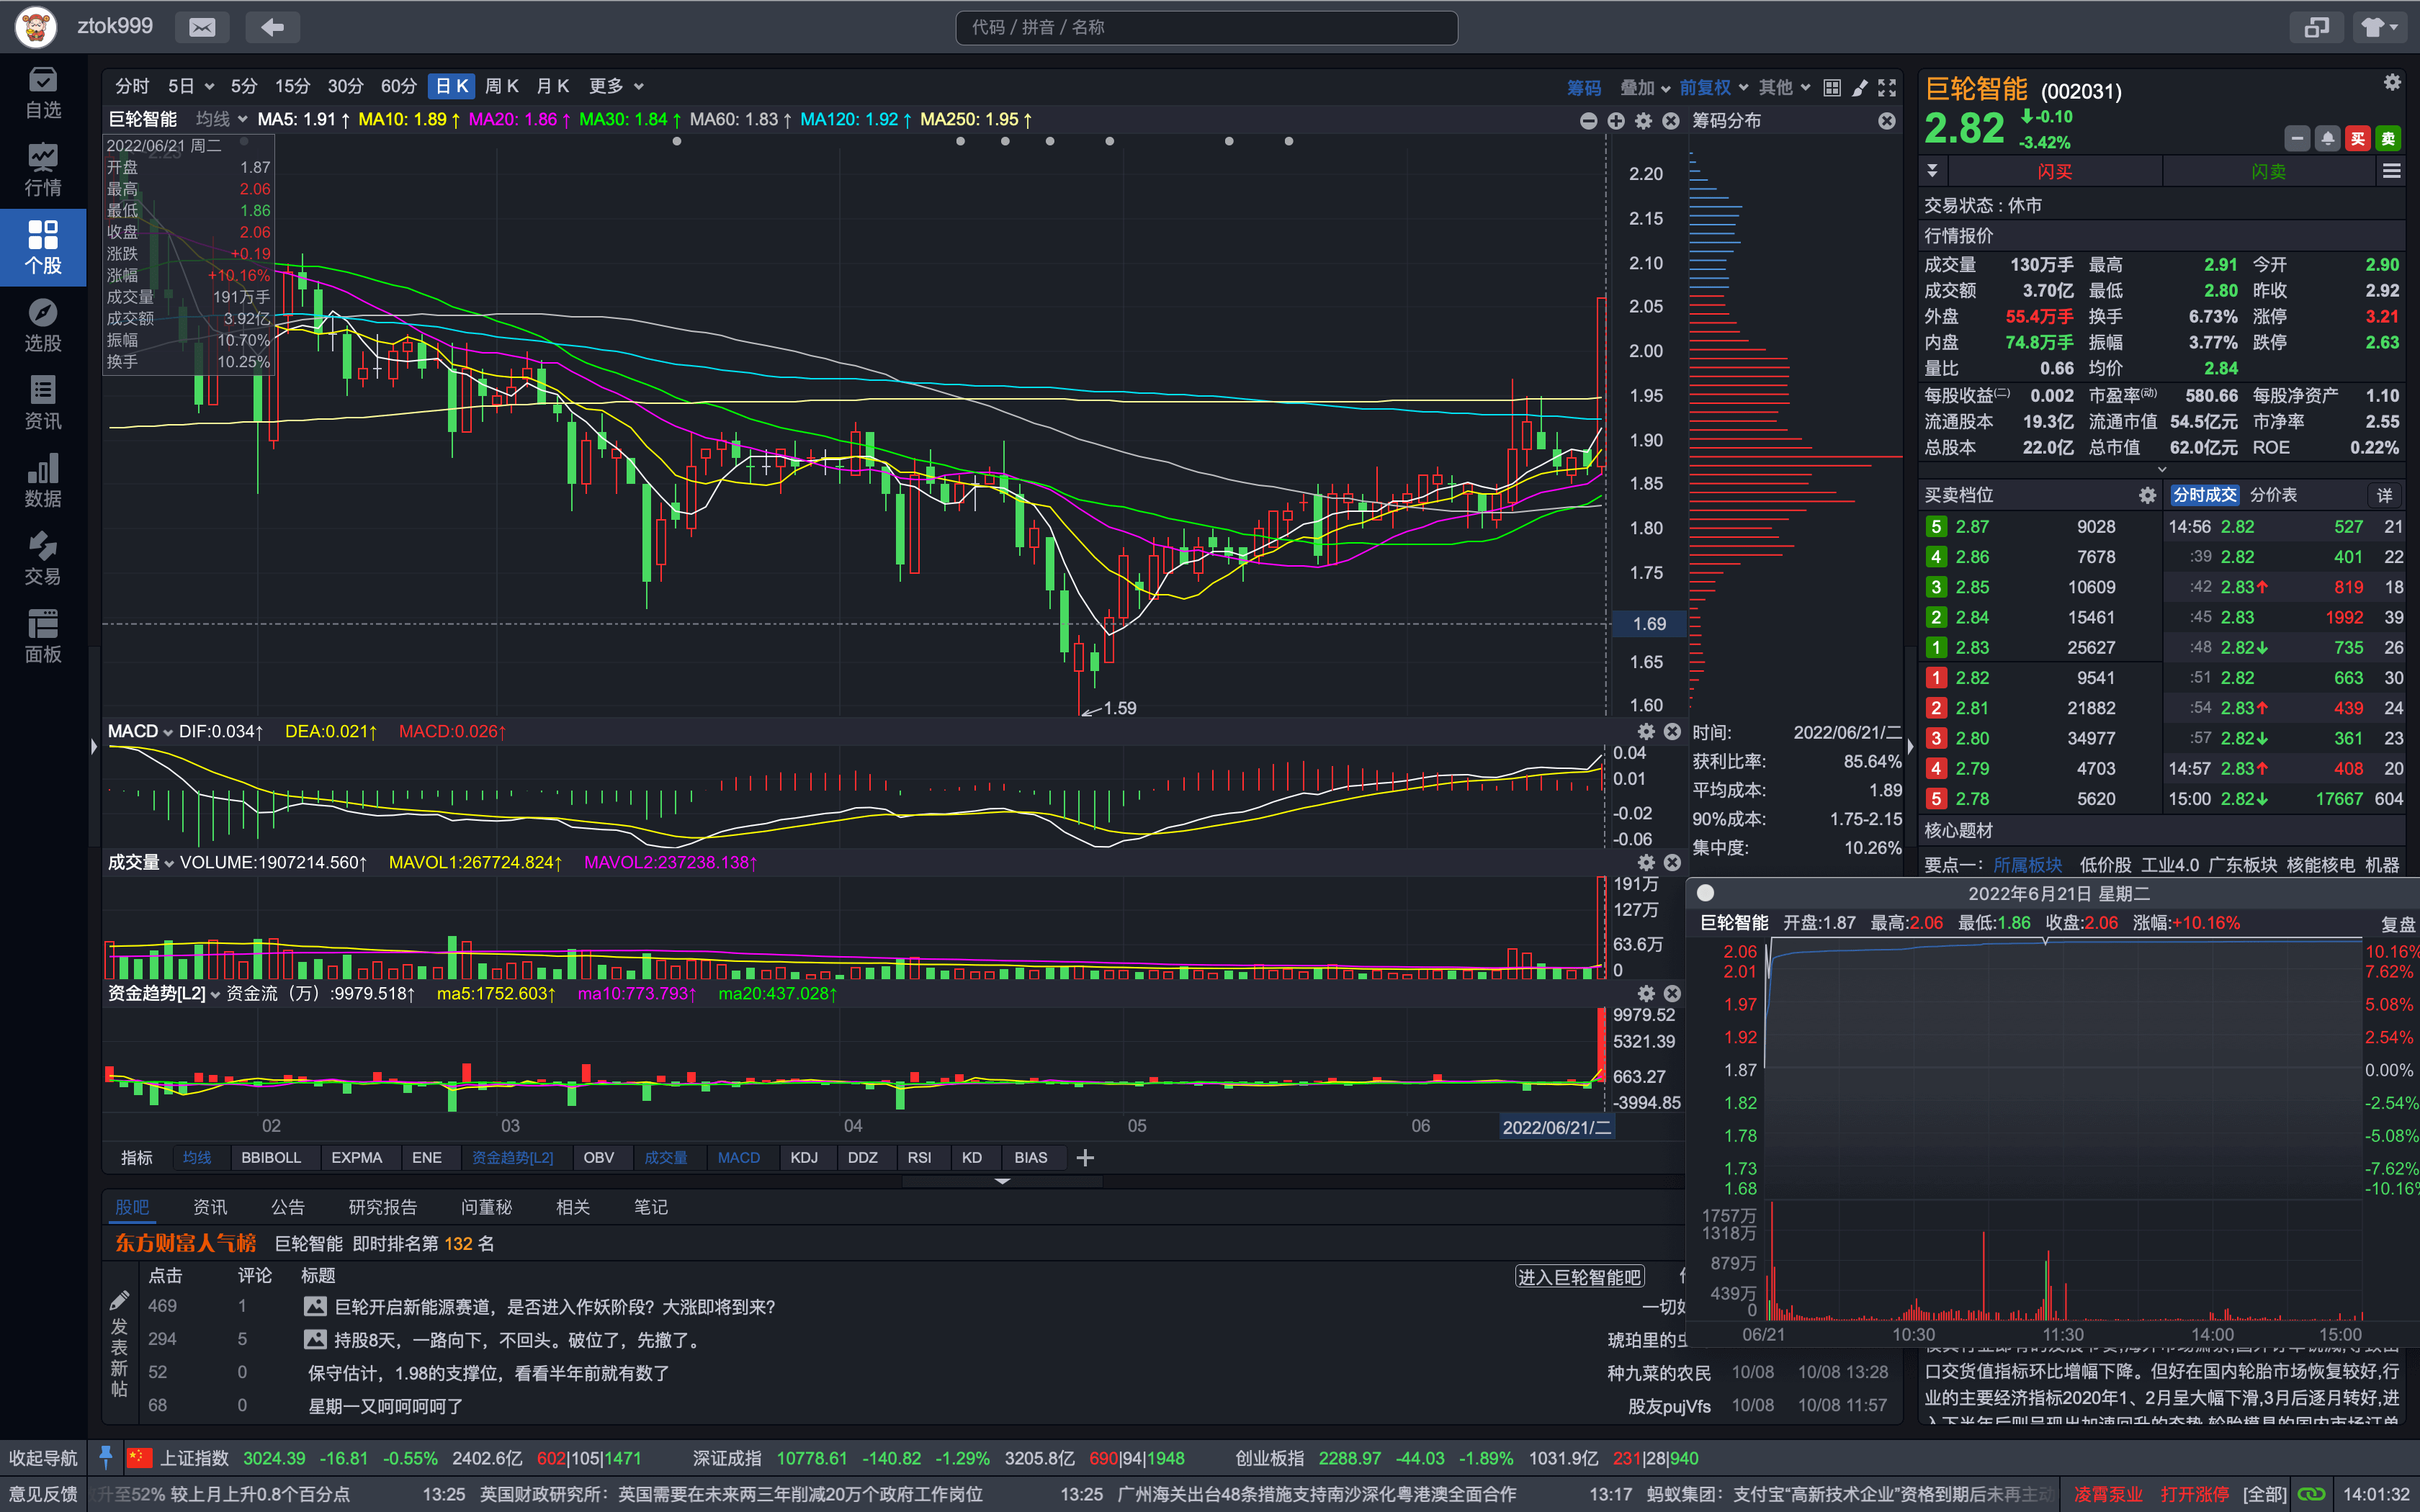 ztok999
代码 / 拼音 / 名称
自选
行情
个股
选股
资讯
数据
交易
面板
分时 5日 5分 15分 30分 60分 日K 周K 月K 更多 筹码 叠加 前复权 其他
巨轮智能 均线 MA5: 1.91↑ MA10: 1.89↑ MA20: 1.86↑ MA30: 1.84↑ MA60: 1.83↑ MA120: 1.92↑ MA250: 1.95↑
筹码分布
2022/06/21 周二
开盘 1.87
最高 2.06
最低 1.86
收盘 2.06
涨跌 +0.19
涨幅 +10.16%
成交量 191万手
成交额 3.92亿
振幅 10.70%
换手 10.25%
2.20
2.15
2.10
2.05
2.00
1.95
1.90
1.85
1.80
1.75
1.69
1.65
1.60
1.59
MACD DIF:0.034↑ DEA:0.021↑ MACD:0.026↑
0.04
0.01
-0.02
-0.06
时间: 2022/06/21/二
获利比率: 85.64%
平均成本: 1.89
90%成本: 1.75-2.15
集中度: 10.26%
成交量 VOLUME:1907214.560↑ MAVOL1:267724.824↑ MAVOL2:237238.138↑
191万
127万
63.6万
0
资金趋势[L2] 资金流（万）:9979.518↑ ma5:1752.603↑ ma10:773.793↑ ma20:437.028↑
9979.52
5321.39
663.27
-3994.85
02 03 04 05 06 2022/06/21/二
指标 均线 BBIBOLL EXPMA ENE 资金趋势[L2] OBV 成交量 MACD KDJ DDZ RSI KD BIAS
股吧 资讯 公告 研究报告 问董秘 相关 笔记
东方财富人气榜 巨轮智能 即时排名第 132 名
点击 评论 标题 进入巨轮智能吧
469 1 巨轮开启新能源赛道，是否进入作妖阶段？大涨即将到来？ 一切如
294 5 持股8天，一路向下，不回头。破位了，先撤了。 琥珀里的虫
52 0 保守估计，1.98的支撑位，看看半年前就有数了 种九菜的农民 10/08 10/08 13:28
68 0 星期一又呵呵呵呵了 股友pujVfs 10/08 10/08 11:57
发表新帖
巨轮智能 (002031)
2.82 -0.10
-3.42%
买 卖
闪买 闪卖
交易状态：休市
行情报价
成交量 130万手 最高 2.91 今开 2.90
成交额 3.70亿 最低 2.80 昨收 2.92
外盘 55.4万手 换手 6.73% 涨停 3.21
内盘 74.8万手 振幅 3.77% 跌停 2.63
量比 0.66 均价 2.84
每股收益(二) 0.002 市盈率(动) 580.66 每股净资产 1.10
流通股本 19.3亿 流通市值 54.5亿元 市净率 2.55
总股本 22.0亿 总市值 62.0亿元 ROE 0.22%
买卖档位 分时成交 分价表 详
5 2.87 9028 14:56 2.82 527 21
4 2.86 7678 :39 2.82 401 22
3 2.85 10609 :42 2.83↑ 819 18
2 2.84 15461 :45 2.83 1992 39
1 2.83 25627 :48 2.82↓ 735 26
1 2.82 9541 :51 2.82 663 30
2 2.81 21882 :54 2.83↑ 439 24
3 2.80 34977 :57 2.82↓ 361 23
4 2.79 4703 14:57 2.83↑ 408 20
5 2.78 5620 15:00 2.82↓ 17667 604
核心题材
要点一： 所属板块 低价股 工业4.0 广东板块 核能核电 机器
2022年6月21日 星期二
巨轮智能 开盘:1.87 最高:2.06 最低:1.86 收盘:2.06 涨幅:+10.16% 复盘
2.06 10.16%
2.01 7.62%
1.97 5.08%
1.92 2.54%
1.87 0.00%
1.82 -2.54%
1.78 -5.08%
1.73 -7.62%
1.68 -10.16%
1757万
1318万
879万
439万
0
06/21 10:30 11:30 14:00 15:00
口交货值指标环比增幅下降。但好在国内轮胎市场恢复较好,行
业的主要经济指标2020年1、2月呈大幅下滑,3月后逐月转好,进
入下半年后则呈现出加速回升的态势,轮胎模具的国内市场订单
收起导航 上证指数 3024.39 -16.81 -0.55% 2402.6亿 602|105|1471 深证成指 10778.61 -140.82 -1.29% 3205.8亿 690|94|1948 创业板指 2288.97 -44.03 -1.89% 1031.9亿 231|28|940
意见反馈 升至52% 较上月上升0.8个百分点 13:25 英国财政研究所：英国需要在未来两三年削减20万个政府工作岗位 13:25 广州海关出台48条措施支持南沙深化粤港澳全面合作 13:17 蚂蚁集团：支付宝“高新技术企业”资格到期后未再主动 凌霄泵业 打开涨停 [全部] 14:01:32